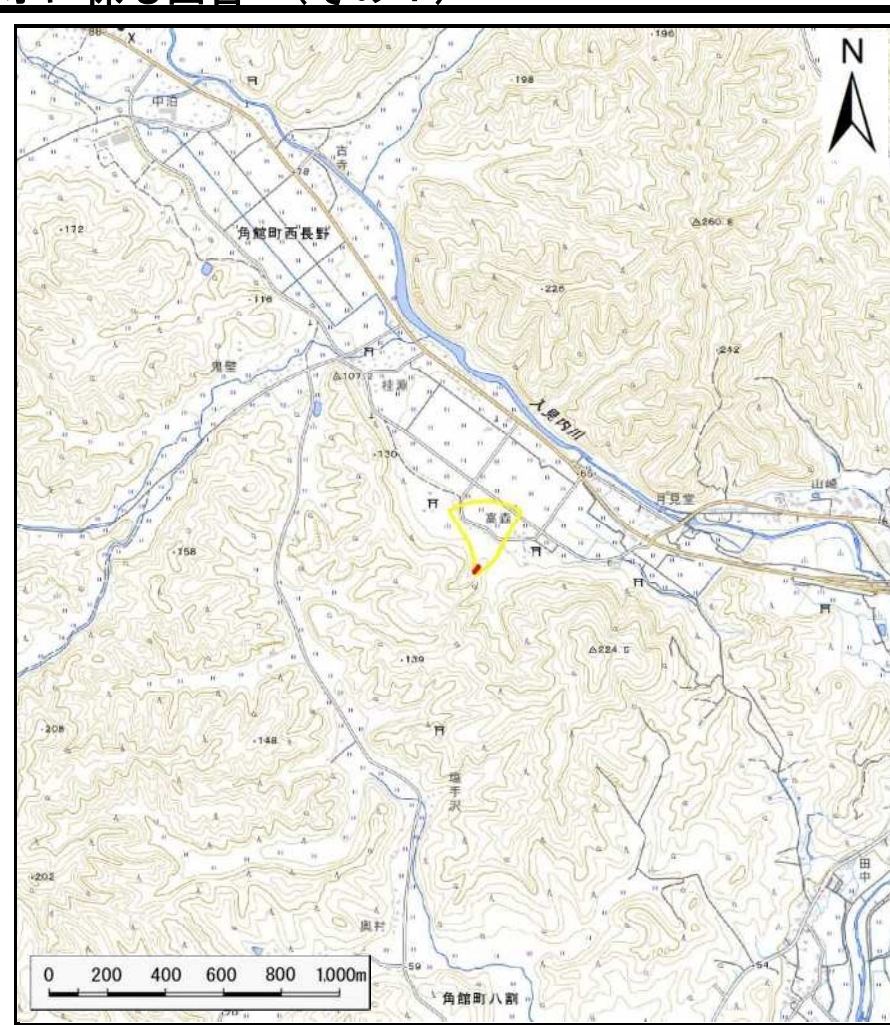 N
・196
・198
中泊
古寺
・78
△260.8
角館町西長野
・172
・226
・116
・242
鬼壁
△107.2
桂渕
入見内川
・130
・65
月見堂
山崎
高森
・158
・139
△224.5
・208
・148
塩手沢
・202
田中
奥村
・59
・54
角館町八割
0 200 400 600 800 1,000m